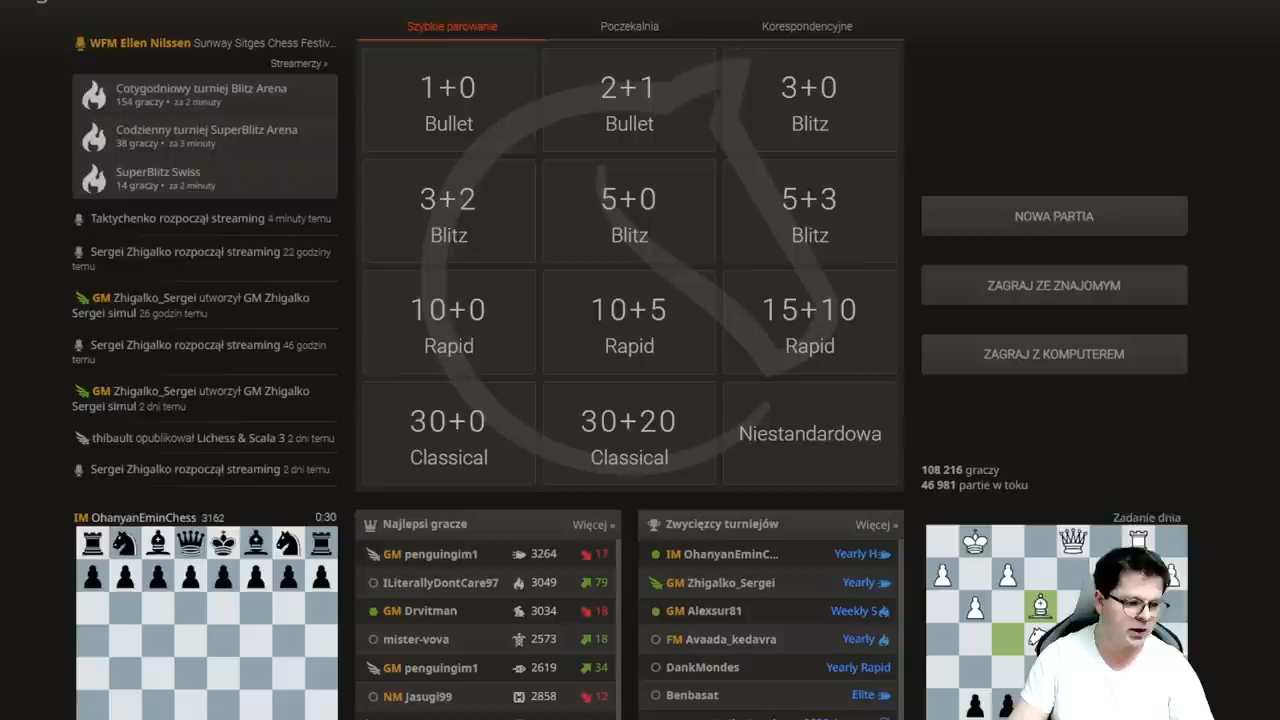 Szybkie parowanie
Poczekalnia
Korespondencyjne
WFM Ellen Nilssen Sunway Sitges Chess Festiv...
Streamerzy »
Cotygodniowy turniej Blitz Arena
154 graczy • za 2 minuty
Codzienny turniej SuperBlitz Arena
38 graczy • za 3 minuty
SuperBlitz Swiss
14 graczy • za 2 minuty
Taktychenko rozpoczął streaming 4 minuty temu
Sergei Zhigalko rozpoczął streaming 22 godziny
temu
GM Zhigalko_Sergei utworzył GM Zhigalko
Sergei simul 26 godzin temu
Sergei Zhigalko rozpoczął streaming 46 godzin
temu
GM Zhigalko_Sergei utworzył GM Zhigalko
Sergei simul 2 dni temu
thibault opublikował Lichess & Scala 3 2 dni temu
Sergei Zhigalko rozpoczął streaming 2 dni temu
1+0
Bullet
2+1
Bullet
3+0
Blitz
3+2
Blitz
5+0
Blitz
5+3
Blitz
10+0
Rapid
10+5
Rapid
15+10
Rapid
30+0
Classical
30+20
Classical
Niestandardowa
NOWA PARTIA
ZAGRAJ ZE ZNAJOMYM
ZAGRAJ Z KOMPUTEREM
108 216 graczy
46 981 partie w toku
IM OhanyanEminChess 3162 0:30
Najlepsi gracze Więcej »
GM penguingim1 3264 17
ILiterallyDontCare97 3049 79
GM Drvitman 3034 18
mister-vova 2573 18
GM penguingim1 2619 34
NM Jasugi99 2858 12
Zwycięzcy turniejów Więcej »
IM OhanyanEminC... Yearly H
GM Zhigalko_Sergei Yearly
GM Alexsur81 Weekly S
FM Avaada_kedavra Yearly
DankMondes Yearly Rapid
Benbasat Elite
Zadanie dnia